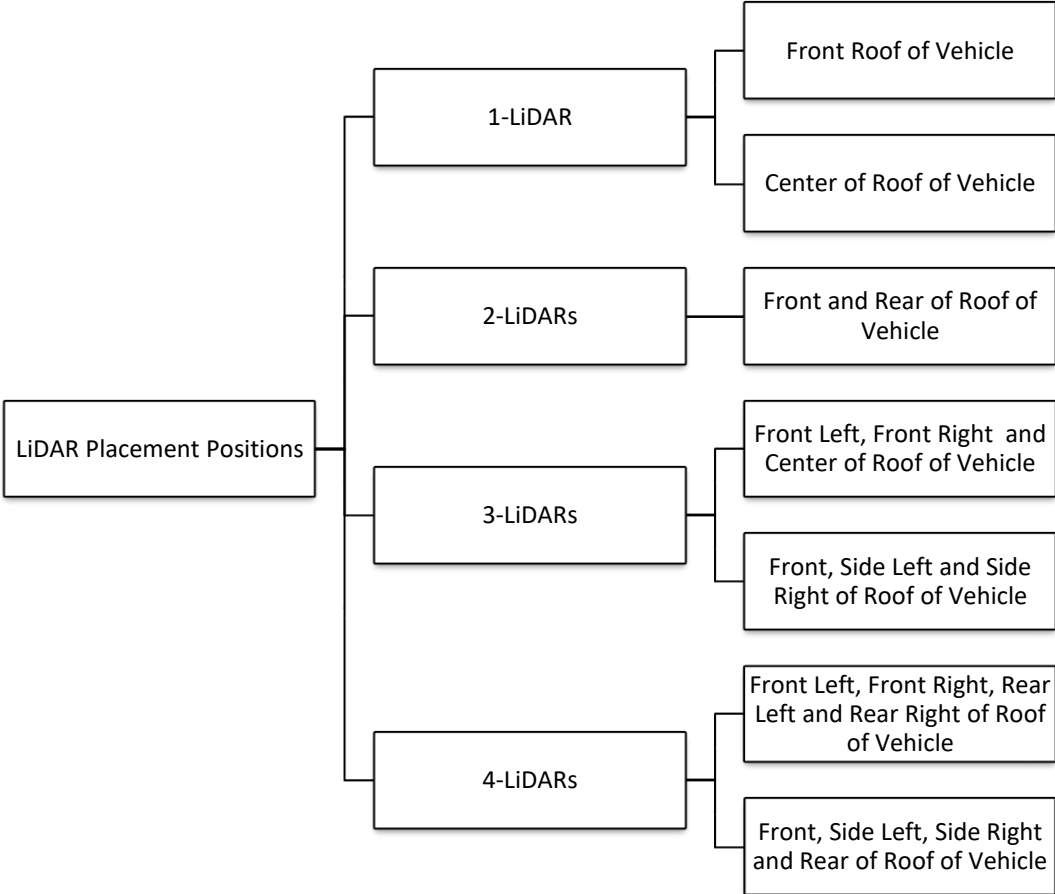 Front Roof of Vehicle
1-LiDAR
Center of Roof of Vehicle
2-LiDARs
Front and Rear of Roof of
Vehicle
LiDAR Placement Positions
Front Left, Front Right and
Center of Roof of Vehicle
3-LiDARs
Front, Side Left and Side
Right of Roof of Vehicle
Front Left, Front Right, Rear
Left and Rear Right of Roof
of Vehicle
4-LiDARs
Front, Side Left, Side Right
and Rear of Roof of Vehicle